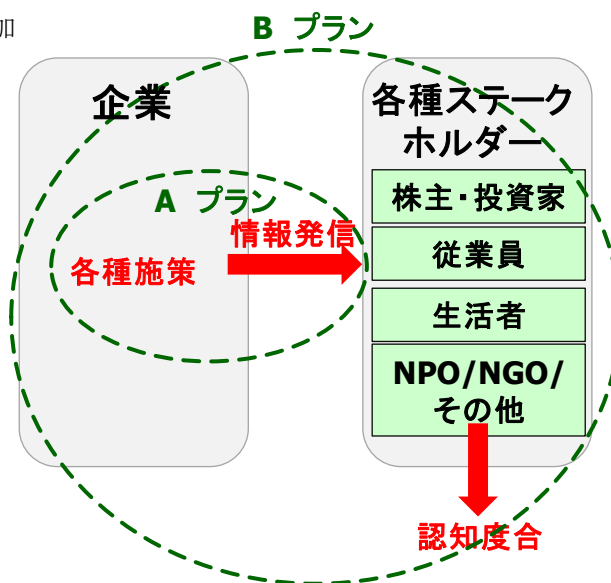 加
B プラン
企業
各種ステーク
ホルダー
株主・投資家
A プラン
情報発信
従業員
各種施策
生活者
NPO/NGO/
その他
認知度合